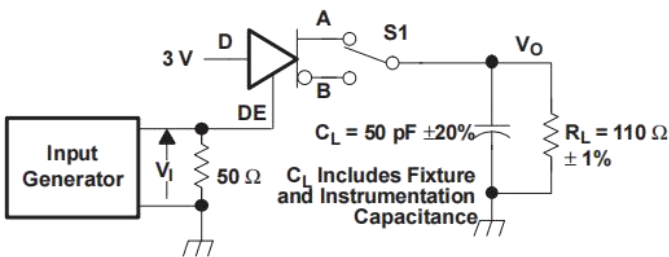 A
S1
D
3 V
VO
B
DE
CL = 50 pF ±20%
RL = 110 Ω
± 1%
Input
Generator
VI
50 Ω
CL Includes Fixture
and Instrumentation
Capacitance